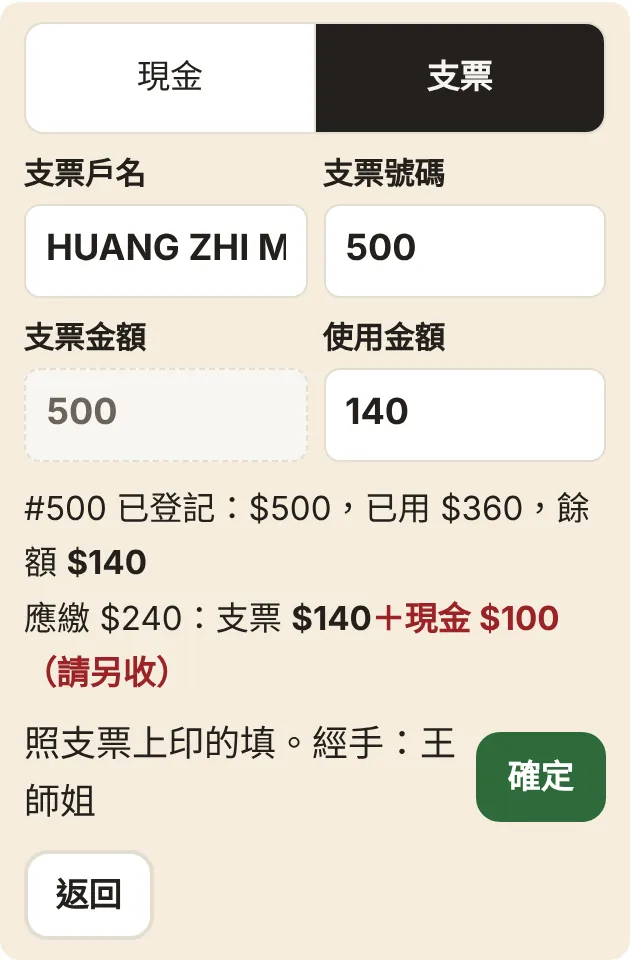 現金
支票
支票戶名
支票號碼
HUANG ZHI M
500
支票金額
使用金額
500
140
#500 已登記：$500，已用 $360，餘
額 $140
應繳 $240：支票 $140＋現金 $100
（請另收）
照支票上印的填。經手：王
師姐
確定
返回